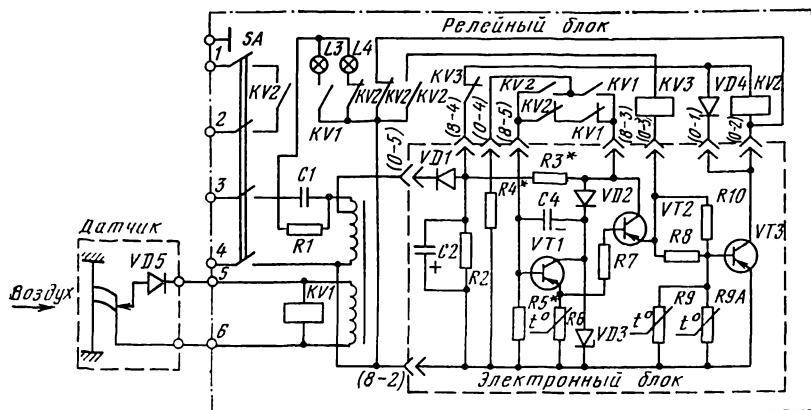 Релейный блок
SA
1
KV2
2
3
4
5
6
L3 L4
KV1
KV2
KV2
KV2
KV3
(8-4)
(0-4)
(8-5)
KV2
KV2
KV1
KV1
(8-3)
KV3
(0-3)
VD4
(0-1)
KV2
(0-2)
(0-5)
C1
R1
VD1
R4*
R3*
VD2
C4
VT1
C2
+
R2
R5*
t°
R6
VD3
R7
VT2
R8
R10
VT3
t°
R9
t°
R9A
Датчик
VD5
Воздух
KV1
(8-2)
Электронный блок